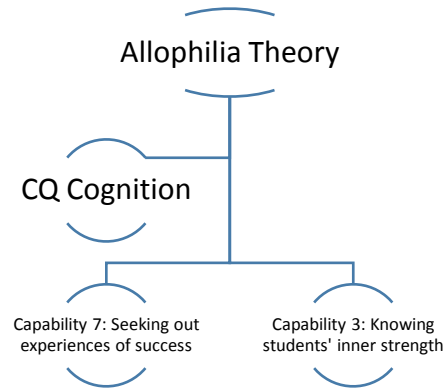 Allophilia Theory
CQ Cognition
Capability 7: Seeking out
experiences of success
Capability 3: Knowing
students' inner strength